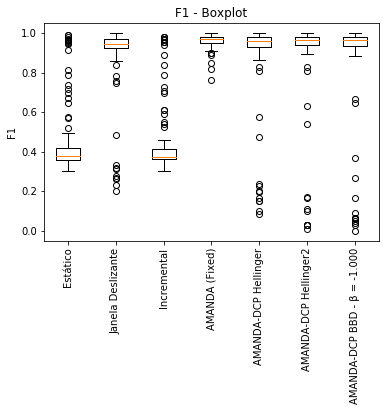 F1 - Boxplot
F1
1.0
0.8
0.6
0.4
0.2
0.0
Estático
Janela Deslizante
Incremental
AMANDA (Fixed)
AMANDA-DCP Hellinger
AMANDA-DCP Hellinger2
AMANDA-DCP BBD - β = -1.000